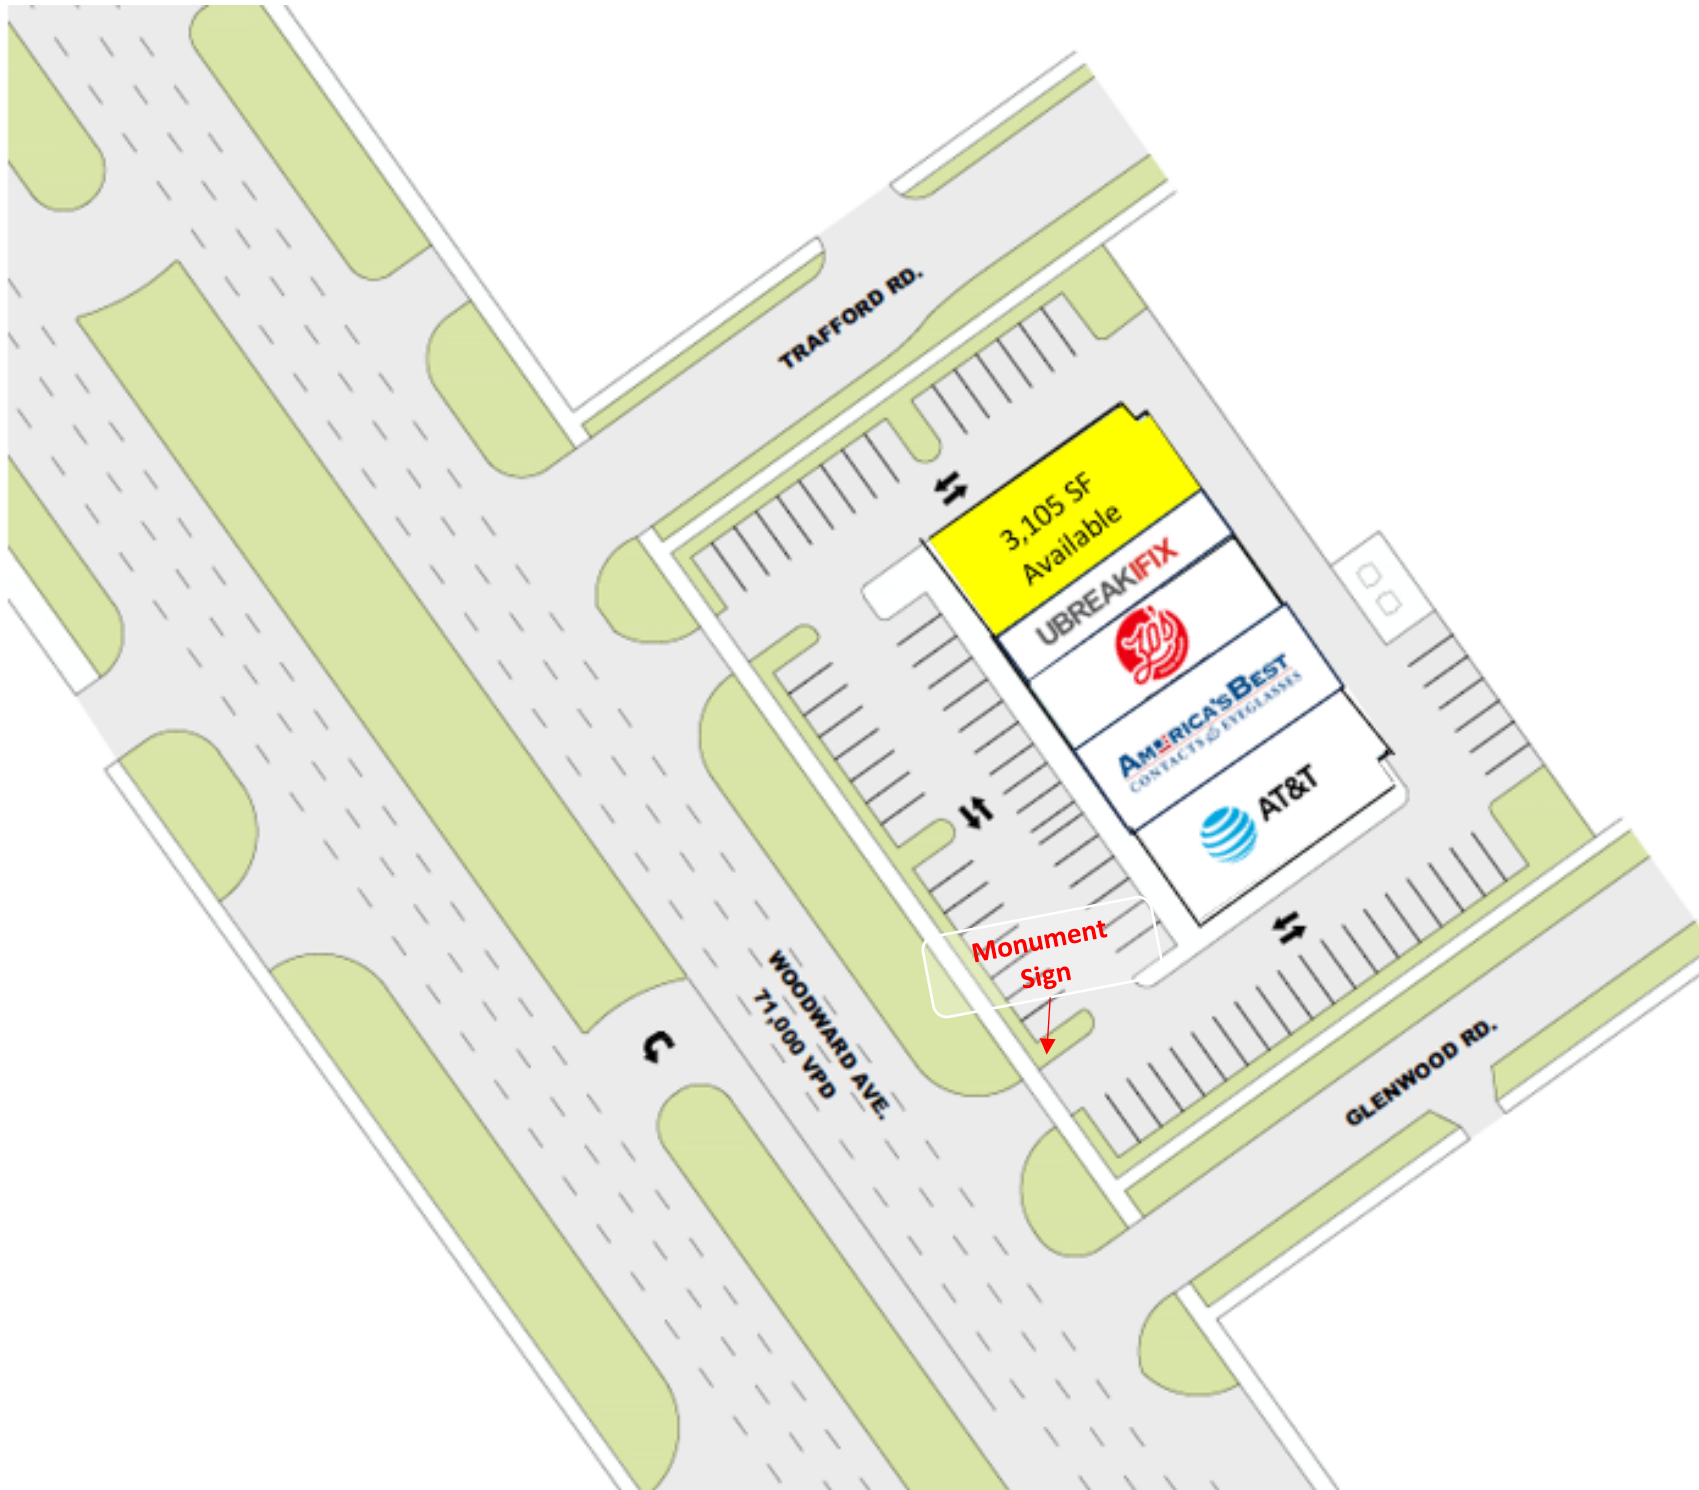 TRAFFORD RD.
3,105 SF
Available
UBREAKIFIX
Zo's
AMERICA'S BEST
CONTACTS & EYEGLASSES
AT&T
Monument
Sign
WOODWARD AVE.
71,000 VPD
GLENWOOD RD.